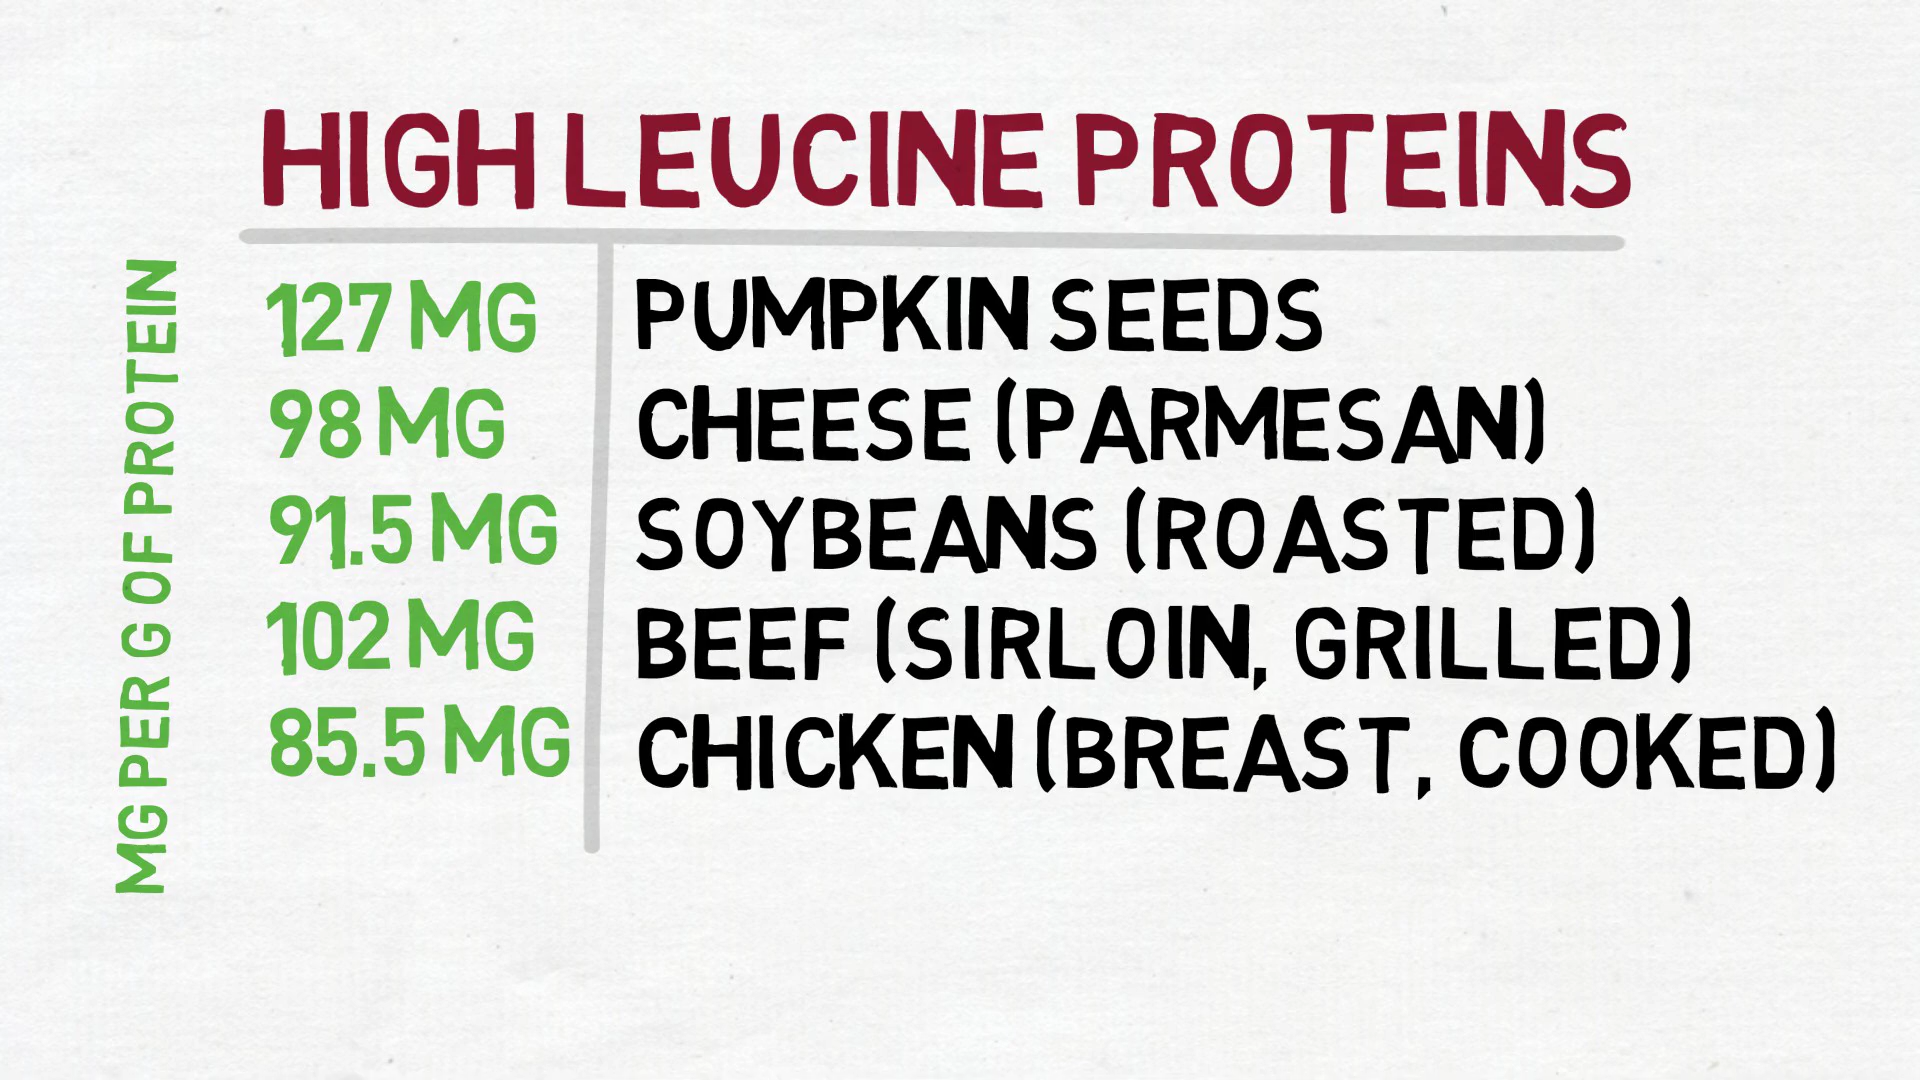 HIGH LEUCINE PROTEINS
MG PER G OF PROTEIN
127 MG PUMPKIN SEEDS
98 MG CHEESE (PARMESAN)
91.5 MG SOYBEANS (ROASTED)
102 MG BEEF (SIRLOIN, GRILLED)
85.5 MG CHICKEN (BREAST, COOKED)